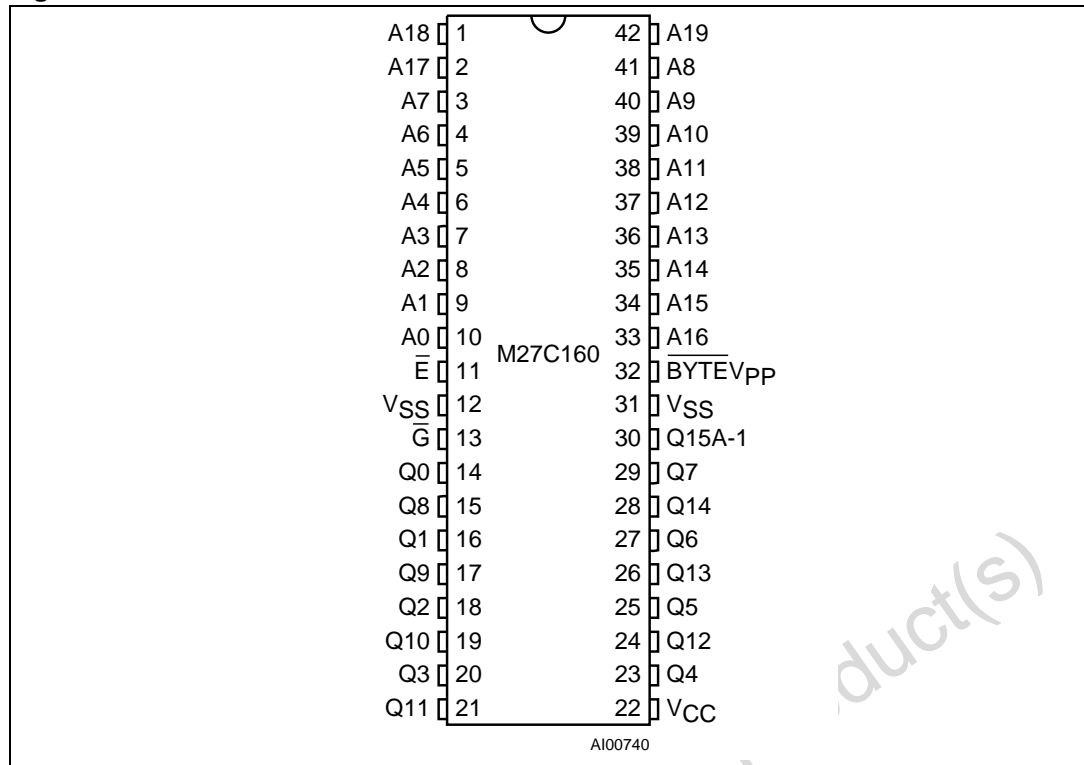 A18 1 42 A19
A17 2 41 A8
A7 3 40 A9
A6 4 39 A10
A5 5 38 A11
A4 6 37 A12
A3 7 36 A13
A2 8 35 A14
A1 9 34 A15
A0 10 33 A16
M27C160
E̅ 11 32 B̅Y̅T̅E̅VPP
VSS 12 31 VSS
G̅ 13 30 Q15A-1
Q0 14 29 Q7
Q8 15 28 Q14
Q1 16 27 Q6
Q9 17 26 Q13
Q2 18 25 Q5
Q10 19 24 Q12
Q3 20 23 Q4
Q11 21 22 VCC
AI00740
duct(s)